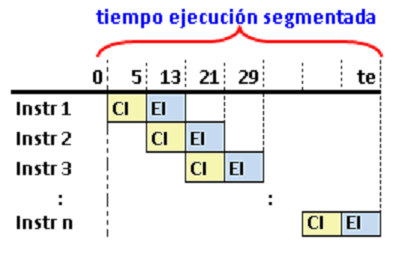 tiempo ejecución segmentada
0 5 13 21 29 te
Instr 1 CI EI
Instr 2 CI EI
Instr 3 CI EI
: :
Instr n CI EI